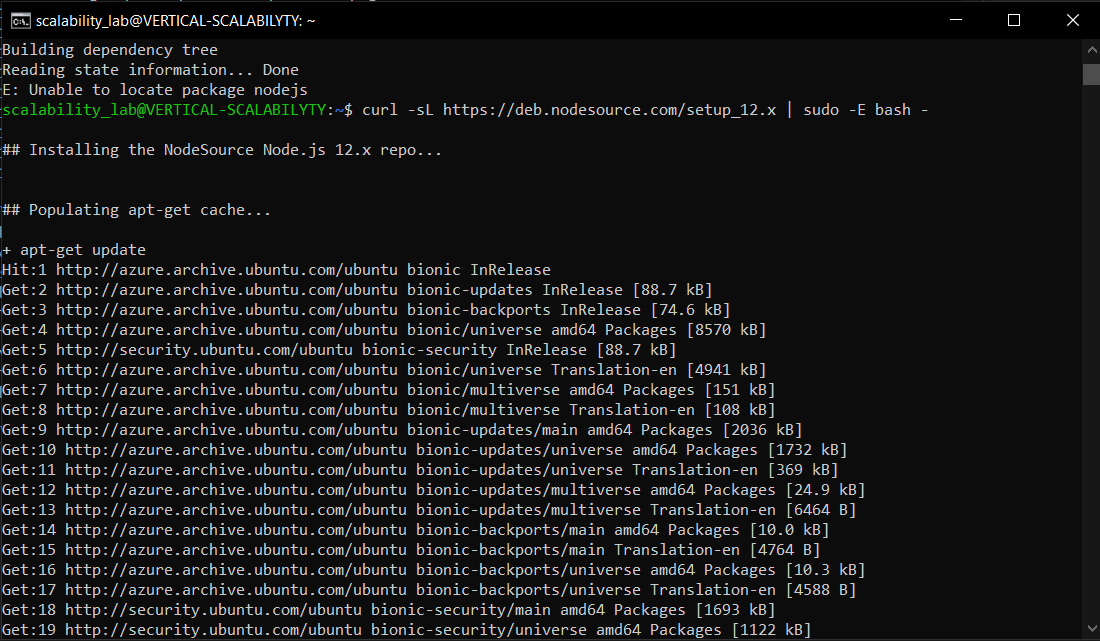 scalability_lab@VERTICAL-SCALABILYTY: ~
Building dependency tree
Reading state information... Done
E: Unable to locate package nodejs
scalability_lab@VERTICAL-SCALABILYTY:~$ curl -sL https://deb.nodesource.com/setup_12.x | sudo -E bash -
## Installing the NodeSource Node.js 12.x repo...
## Populating apt-get cache...
+ apt-get update
Hit:1 http://azure.archive.ubuntu.com/ubuntu bionic InRelease
Get:2 http://azure.archive.ubuntu.com/ubuntu bionic-updates InRelease [88.7 kB]
Get:3 http://azure.archive.ubuntu.com/ubuntu bionic-backports InRelease [74.6 kB]
Get:4 http://azure.archive.ubuntu.com/ubuntu bionic/universe amd64 Packages [8570 kB]
Get:5 http://security.ubuntu.com/ubuntu bionic-security InRelease [88.7 kB]
Get:6 http://azure.archive.ubuntu.com/ubuntu bionic/universe Translation-en [4941 kB]
Get:7 http://azure.archive.ubuntu.com/ubuntu bionic/multiverse amd64 Packages [151 kB]
Get:8 http://azure.archive.ubuntu.com/ubuntu bionic/multiverse Translation-en [108 kB]
Get:9 http://azure.archive.ubuntu.com/ubuntu bionic-updates/main amd64 Packages [2036 kB]
Get:10 http://azure.archive.ubuntu.com/ubuntu bionic-updates/universe amd64 Packages [1732 kB]
Get:11 http://azure.archive.ubuntu.com/ubuntu bionic-updates/universe Translation-en [369 kB]
Get:12 http://azure.archive.ubuntu.com/ubuntu bionic-updates/multiverse amd64 Packages [24.9 kB]
Get:13 http://azure.archive.ubuntu.com/ubuntu bionic-updates/multiverse Translation-en [6464 B]
Get:14 http://azure.archive.ubuntu.com/ubuntu bionic-backports/main amd64 Packages [10.0 kB]
Get:15 http://azure.archive.ubuntu.com/ubuntu bionic-backports/main Translation-en [4764 B]
Get:16 http://azure.archive.ubuntu.com/ubuntu bionic-backports/universe amd64 Packages [10.3 kB]
Get:17 http://azure.archive.ubuntu.com/ubuntu bionic-backports/universe Translation-en [4588 B]
Get:18 http://security.ubuntu.com/ubuntu bionic-security/main amd64 Packages [1693 kB]
Get:19 http://security.ubuntu.com/ubuntu bionic-security/universe amd64 Packages [1122 kB]